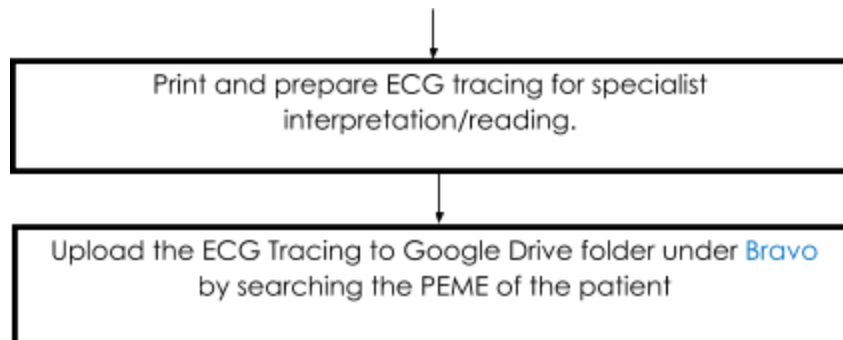 Print and prepare ECG tracing for specialist
interpretation/reading.
Upload the ECG Tracing to Google Drive folder under Bravo
by searching the PEME of the patient